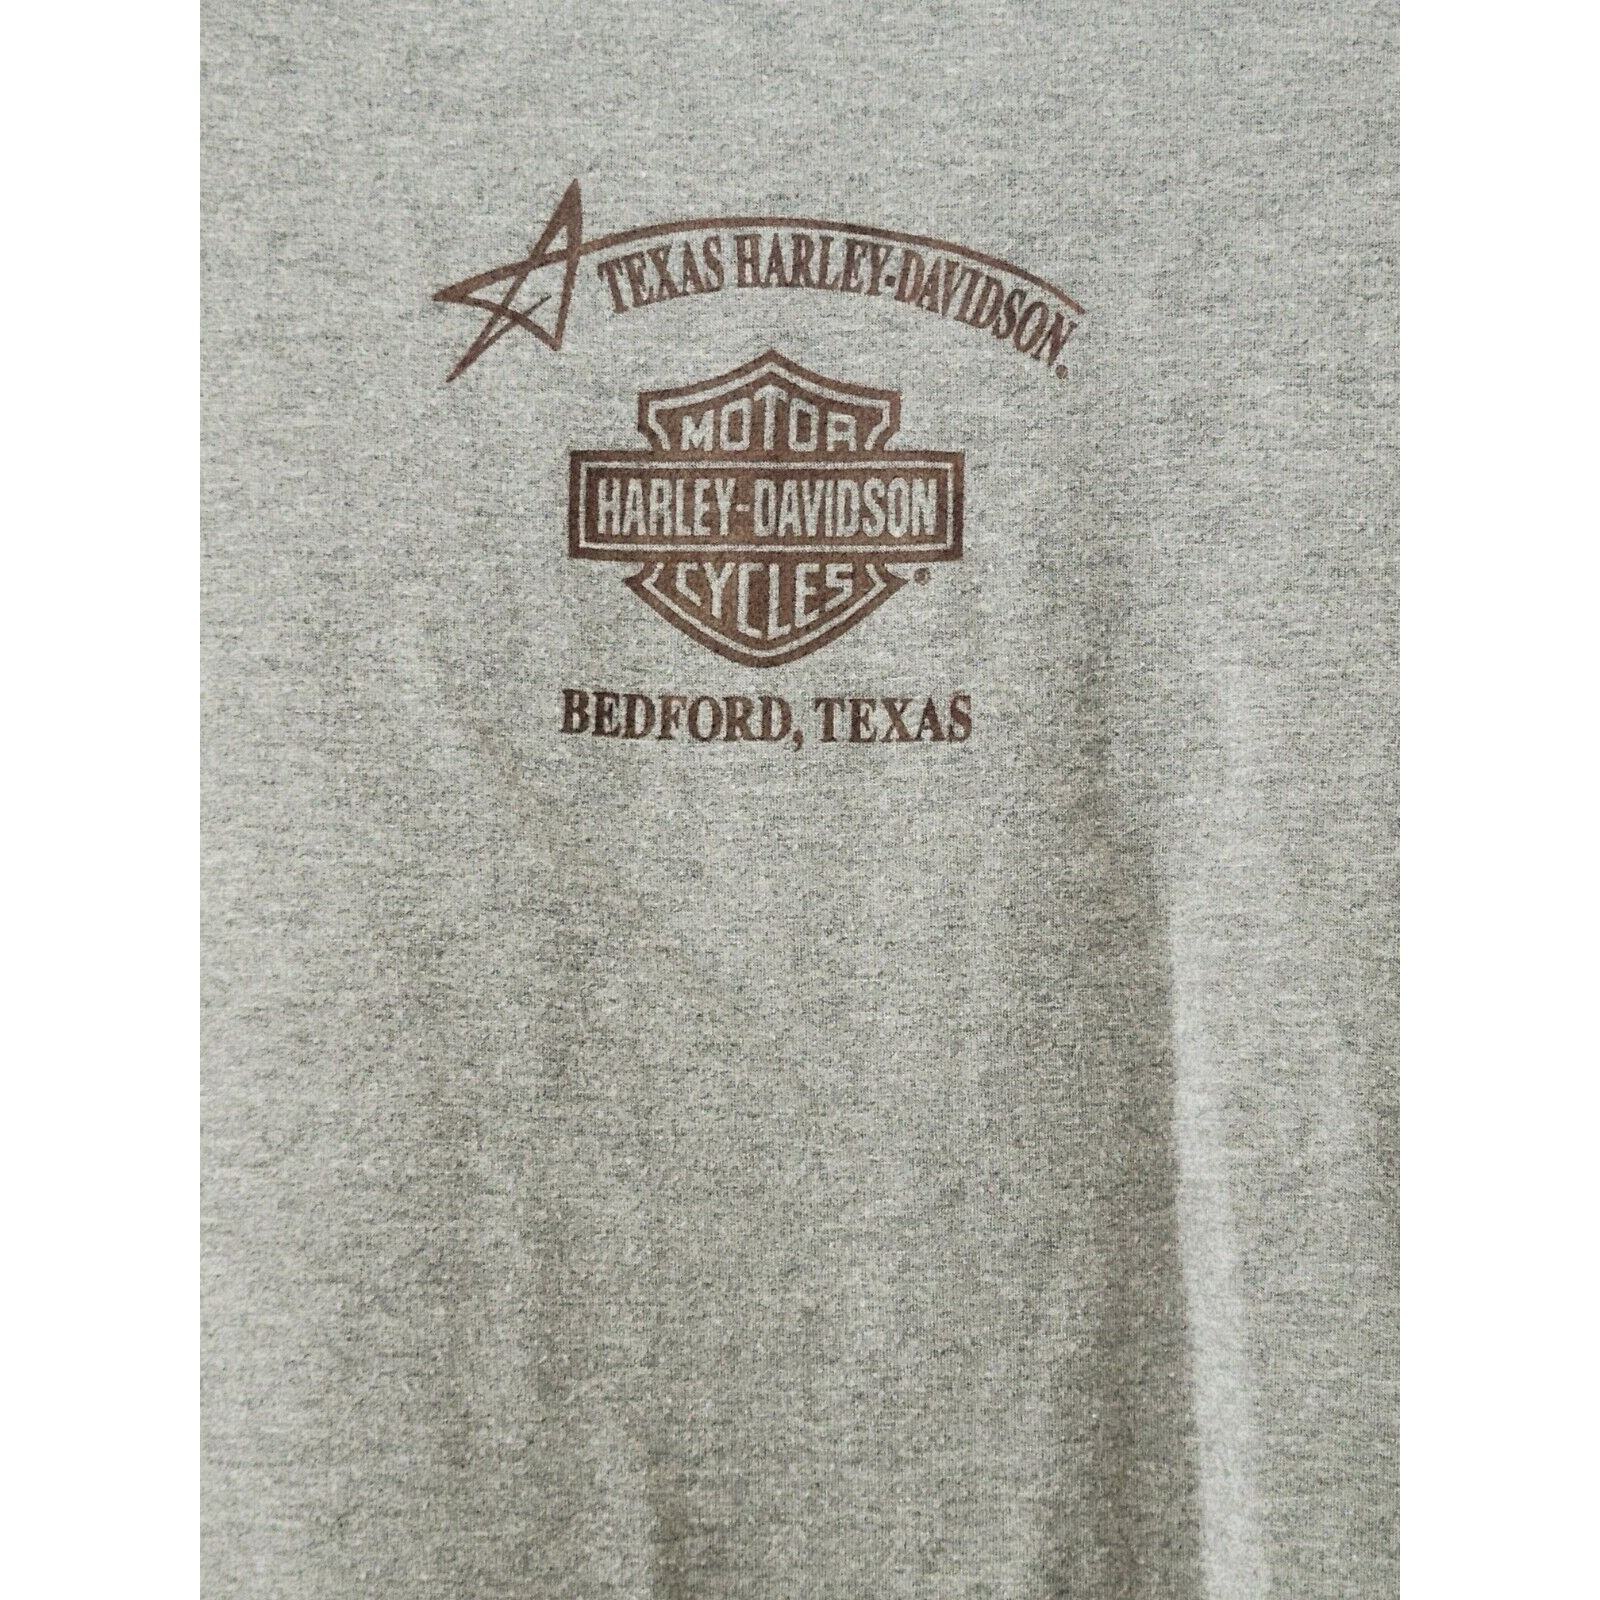 TEXAS HARLEY-DAVIDSON.
MOTOR
HARLEY-DAVIDSON
CYCLES ®
BEDFORD, TEXAS